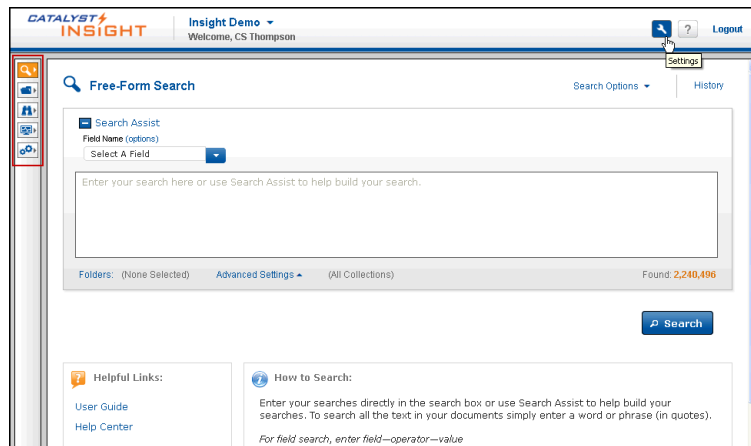 CATALYST
INSIGHT
Insight Demo
Welcome, CS Thompson
?
Logout
Settings
Free-Form Search
Search Options
History
Search Assist
Field Name (options)
Select A Field
Enter your search here or use Search Assist to help build your search.
Folders: (None Selected) Advanced Settings (All Collections) Found: 2,240,496
Search
Helpful Links:
User Guide
Help Center
How to Search:
Enter your searches directly in the search box or use Search Assist to help build your
searches. To search all the text in your documents simply enter a word or phrase (in quotes).
For field search, enter field—operator—value